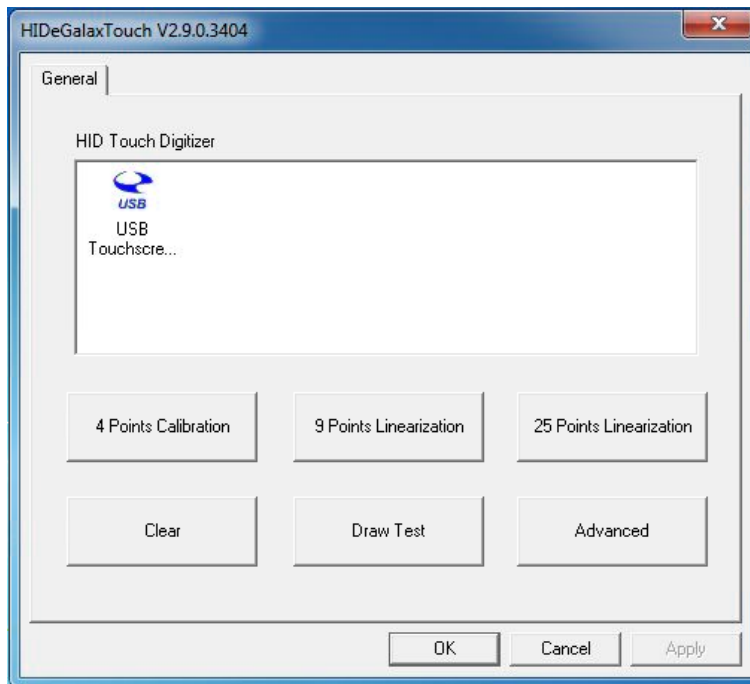 HIDeGalaxTouch V2.9.0.3404
General
HID Touch Digitizer
USB
USB
Touchscre...
4 Points Calibration
9 Points Linearization
25 Points Linearization
Clear
Draw Test
Advanced
OK
Cancel
Apply